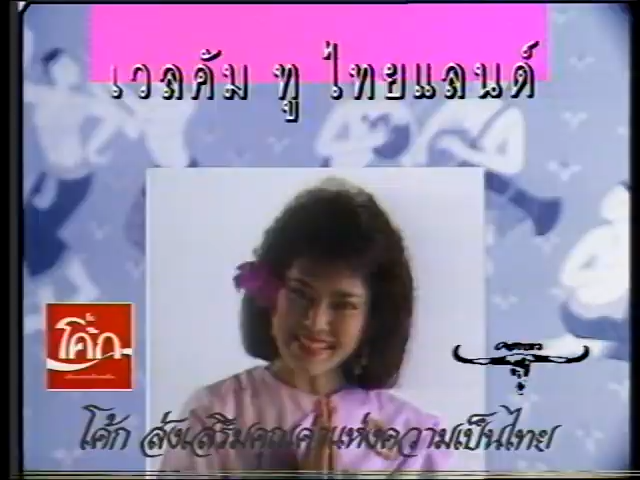 เวลคัม ทู ไทยแลนด์
โค้ก
โค้ก ส่งเสริมคุณค่าแห่งความเป็นไทย